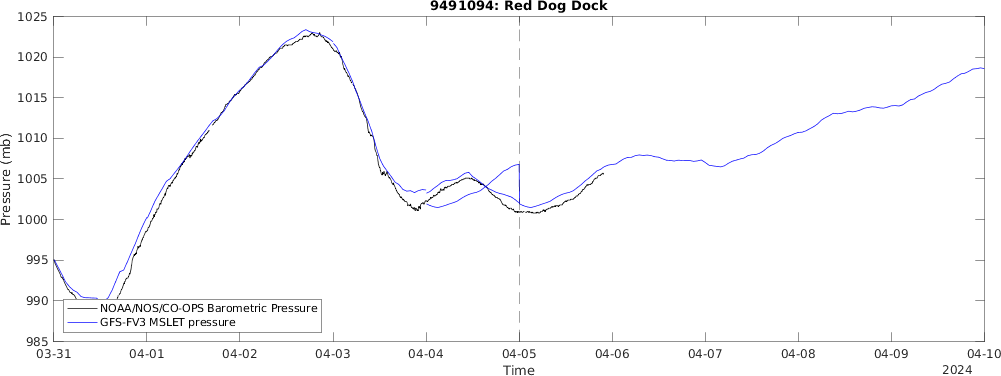 9491094: Red Dog Dock
Pressure (mb)
1025
1020
1015
1010
1005
1000
995
990
985
NOAA/NOS/CO-OPS Barometric Pressure
GFS-FV3 MSLET pressure
03-31 04-01 04-02 04-03 04-04 04-05 04-06 04-07 04-08 04-09 04-10
Time
2024